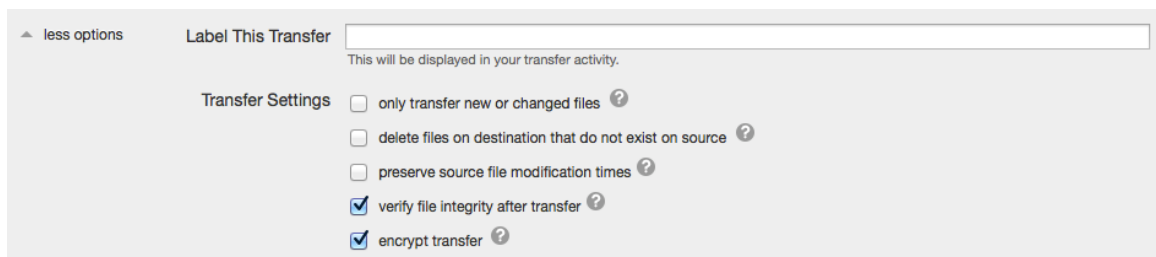 less options
Label This Transfer
This will be displayed in your transfer activity.
Transfer Settings
only transfer new or changed files ?
delete files on destination that do not exist on source ?
preserve source file modification times ?
verify file integrity after transfer ?
encrypt transfer ?